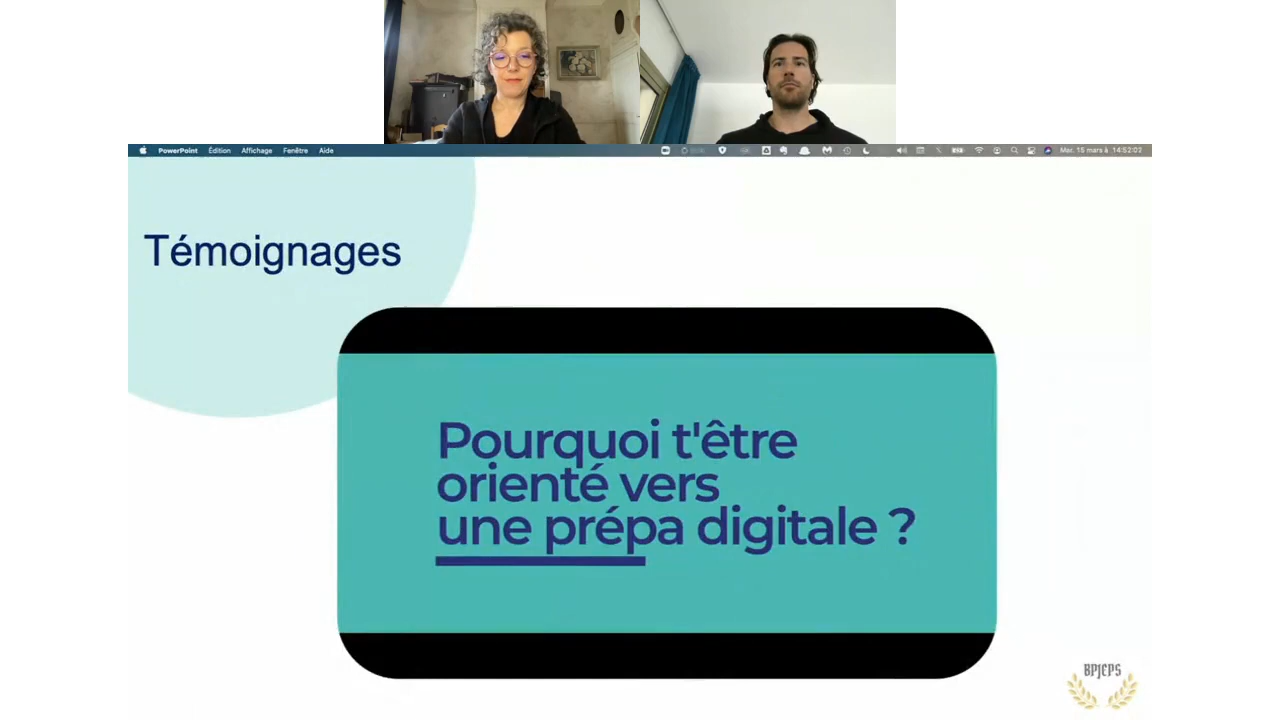 PowerPoint Édition Affichage Fenêtre Aide Mer. 15 mars à 14:52:02
Témoignages
Pourquoi t'être
orienté vers
une prépa digitale ?
BPJEPS